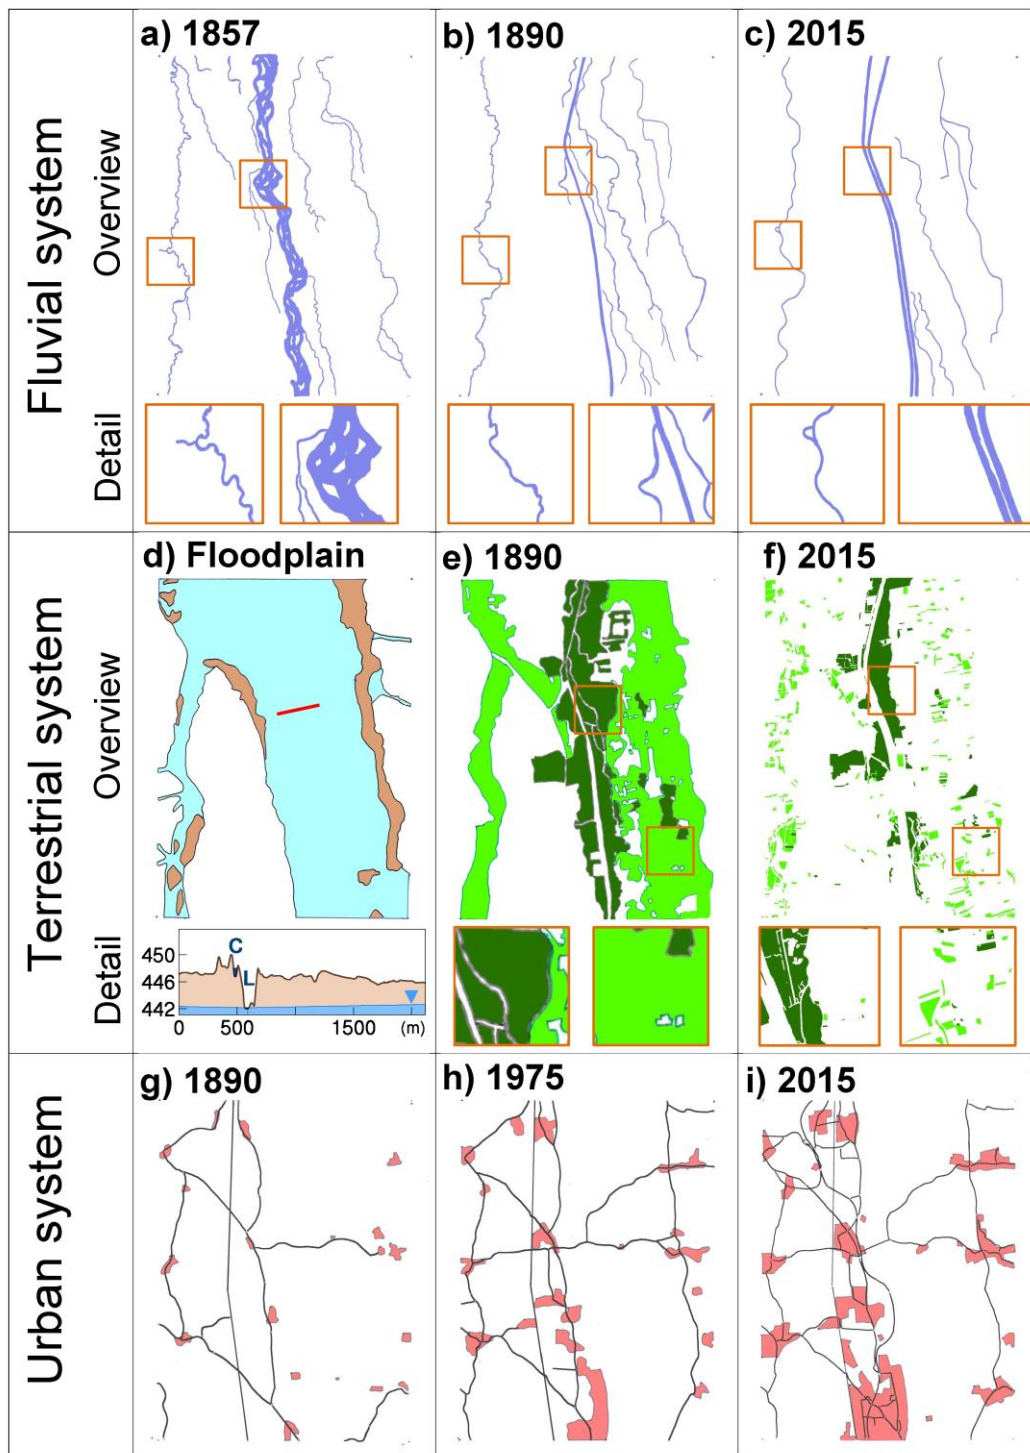 Fluvial system
Overview
Detail
a) 1857
b) 1890
c) 2015
Terrestrial system
Overview
Detail
d) Floodplain
e) 1890
f) 2015
450
446
442
C
L
0
500
1500
(m)
Urban system
g) 1890
h) 1975
i) 2015